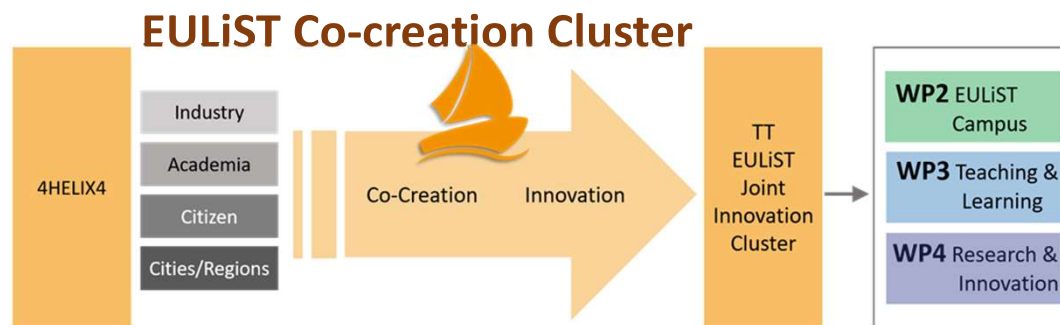 EULiST Co-creation Cluster
4HELIX4
Industry
Academia
Citizen
Cities/Regions
Co-Creation
Innovation
TT
EULiST
Joint
Innovation
Cluster
WP2 EULiST
Campus
WP3 Teaching &
Learning
WP4 Research &
Innovation